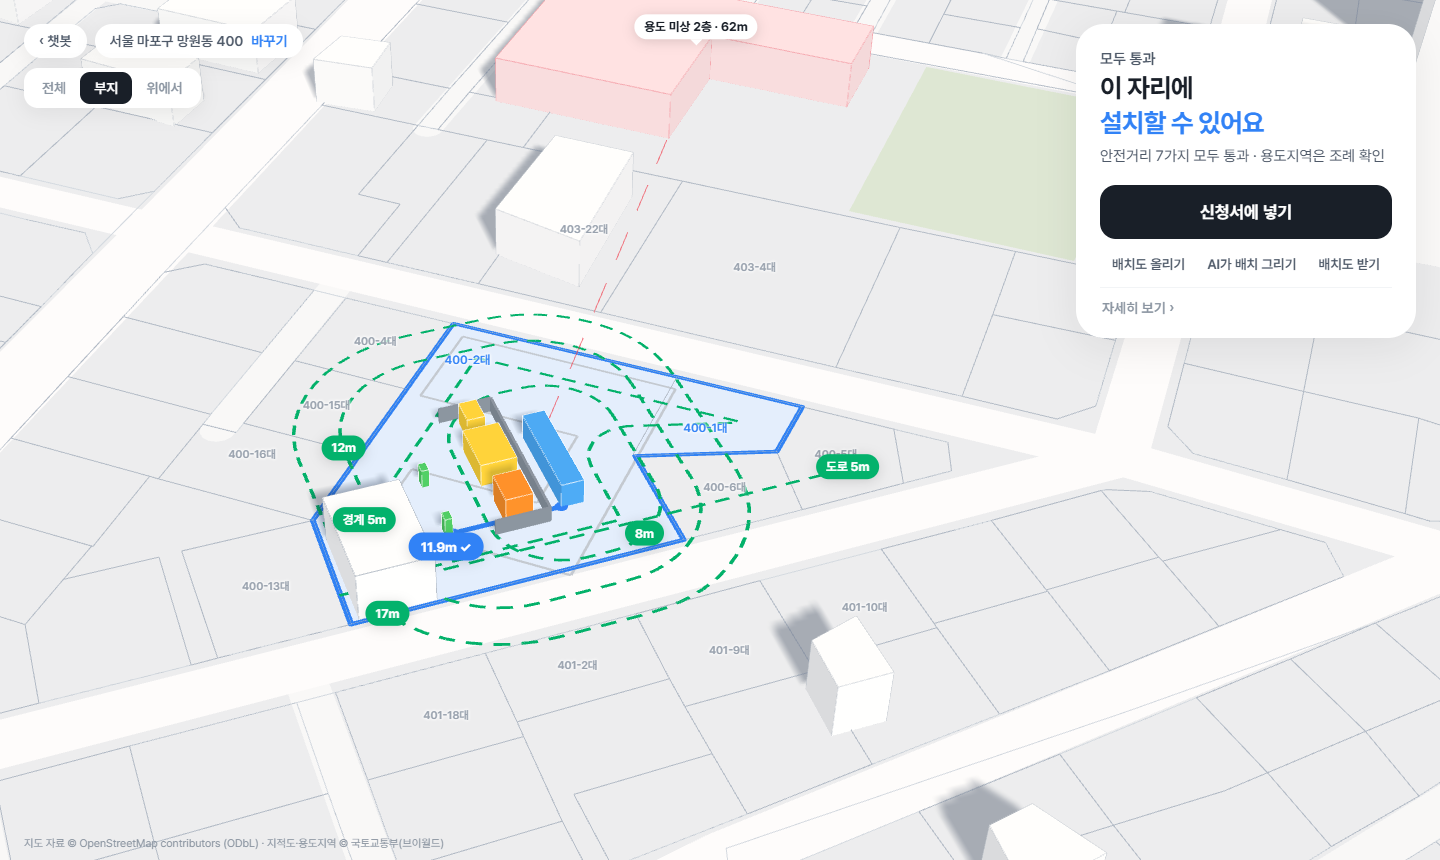 ‹ 챗봇
서울 마포구 망원동 400 바꾸기
전체 부지 위에서
용도 미상 2층 · 62m
모두 통과
이 자리에
설치할 수 있어요
안전거리 7가지 모두 통과 · 용도지역은 조례 확인
신청서에 넣기
배치도 올리기 AI가 배치 그리기 배치도 받기
자세히 보기 ›
403-22대
403-4대
400-4대
400-2대
400-15대
400-1대
12m
400-16대
400-5대
도로 5m
400-6대
경계 5m
8m
11.9m ✓
400-13대
17m
401-10대
401-9대
401-2대
401-18대
지도 자료 © OpenStreetMap contributors (ODbL) · 지적도·용도지역 © 국토교통부(브이월드)